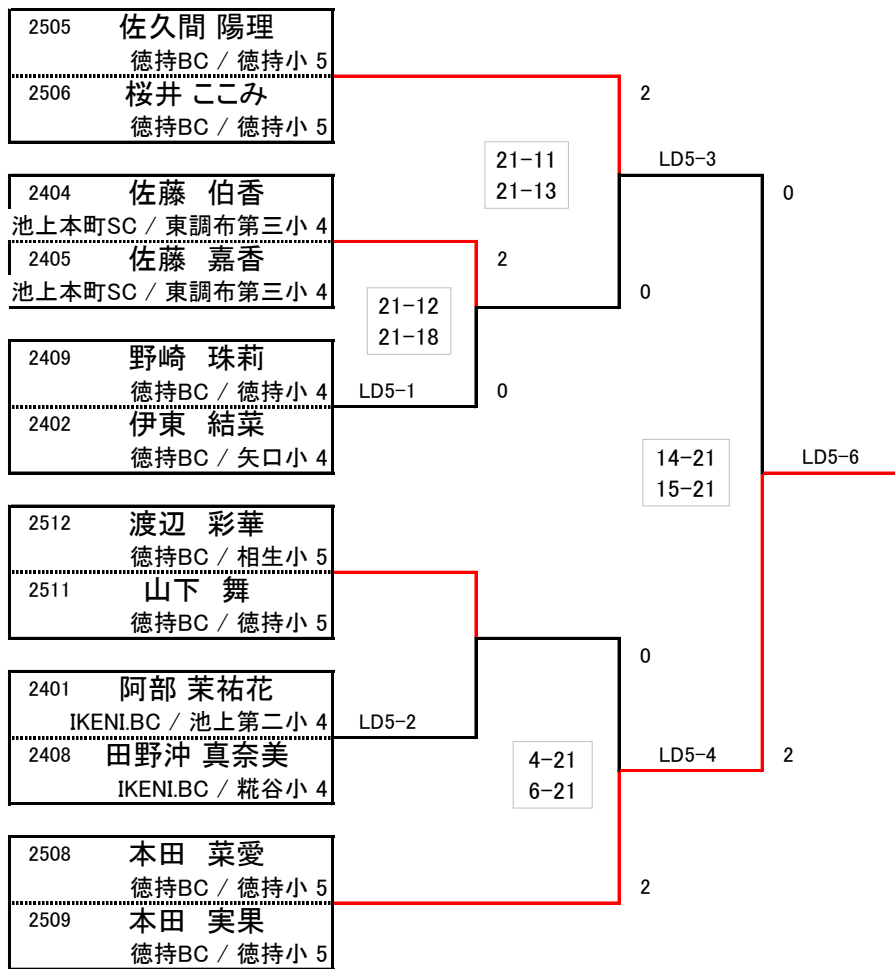 2505 佐久間 陽理
徳持BC / 徳持小 5
2506 桜井 ここみ
徳持BC / 徳持小 5
2404 佐藤 伯香
池上本町SC / 東調布第三小 4
2405 佐藤 嘉香
池上本町SC / 東調布第三小 4
2409 野崎 珠莉
徳持BC / 徳持小 4
2402 伊東 結菜
徳持BC / 矢口小 4
2512 渡辺 彩華
徳持BC / 相生小 5
2511 山下 舞
徳持BC / 徳持小 5
2401 阿部 茉祐花
IKENI.BC / 池上第二小 4
2408 田野沖 真奈美
IKENI.BC / 糀谷小 4
2508 本田 菜愛
徳持BC / 徳持小 5
2509 本田 実果
徳持BC / 徳持小 5
LD5-1
LD5-2
2
21-12
21-18
0
2
21-11
21-13
LD5-3
0
0
4-21
6-21
LD5-4
2
0
14-21
15-21
LD5-6
2